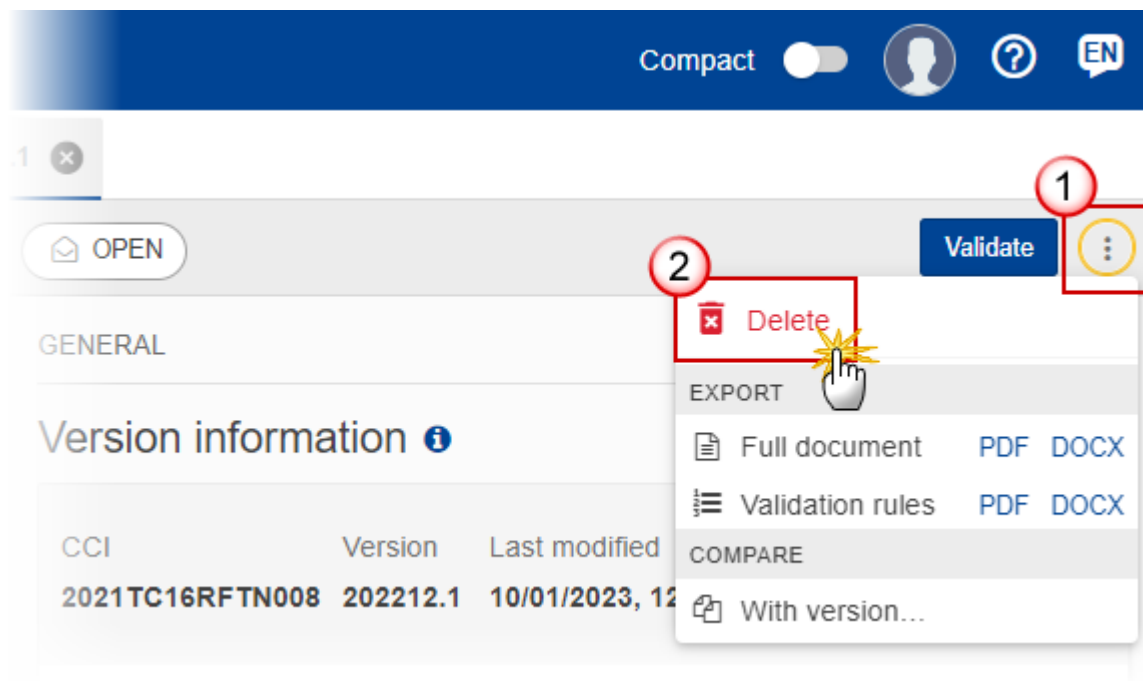 Compact EN
.1
1
OPEN Validate
2
Delete
GENERAL
EXPORT
Version information
Full document PDF DOCX
Validation rules PDF DOCX
CCI Version Last modified
COMPARE
2021TC16RFTN008 202212.1 10/01/2023, 12
With version...